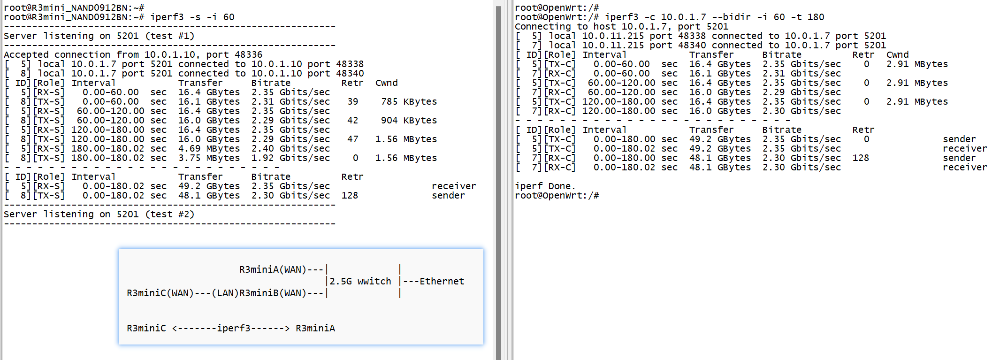 root@R3mini_NAND0912BN:~#
root@R3mini_NAND0912BN:~# iperf3 -s -i 60
-----------------------------------------------------------
Server listening on 5201 (test #1)
-----------------------------------------------------------
Accepted connection from 10.0.1.10, port 48336
[  5] local 10.0.1.7 port 5201 connected to 10.0.1.10 port 48338
[  8] local 10.0.1.7 port 5201 connected to 10.0.1.10 port 48340
[ ID][Role] Interval           Transfer     Bitrate         Retr  Cwnd
[  5][RX-S]   0.00-60.00  sec  16.4 GBytes  2.35 Gbits/sec
[  8][TX-S]   0.00-60.00  sec  16.1 GBytes  2.31 Gbits/sec   39    785 KBytes
[  5][RX-S]  60.00-120.00 sec  16.4 GBytes  2.35 Gbits/sec
[  8][TX-S]  60.00-120.00 sec  16.0 GBytes  2.29 Gbits/sec   42    904 KBytes
[  5][RX-S] 120.00-180.00 sec  16.4 GBytes  2.35 Gbits/sec
[  8][TX-S] 120.00-180.00 sec  16.0 GBytes  2.29 Gbits/sec   47   1.56 MBytes
[  5][RX-S] 180.00-180.02 sec  4.69 MBytes  2.40 Gbits/sec
[  8][TX-S] 180.00-180.02 sec  3.75 MBytes  1.92 Gbits/sec    0   1.56 MBytes
- - - - - - - - - - - - - - - - - - - - - - - - -
[ ID][Role] Interval           Transfer     Bitrate         Retr
[  5][RX-S]   0.00-180.02 sec  49.2 GBytes  2.35 Gbits/sec                  receiver
[  8][TX-S]   0.00-180.02 sec  48.1 GBytes  2.30 Gbits/sec  128             sender
-----------------------------------------------------------
Server listening on 5201 (test #2)
-----------------------------------------------------------
R3miniA(WAN)---|            |
|2.5G wwitch |---Ethernet
R3miniC(WAN)---(LAN)R3miniB(WAN)---|            |
R3miniC <-------iperf3------> R3miniA
root@OpenWrt:/#
root@OpenWrt:/# iperf3 -c 10.0.1.7 --bidir -i 60 -t 180
Connecting to host 10.0.1.7, port 5201
[  5] local 10.0.11.215 port 48338 connected to 10.0.1.7 port 5201
[  7] local 10.0.11.215 port 48340 connected to 10.0.1.7 port 5201
[ ID][Role] Interval           Transfer     Bitrate         Retr  Cwnd
[  5][TX-C]   0.00-60.00  sec  16.4 GBytes  2.35 Gbits/sec    0   2.91 MBytes
[  7][RX-C]   0.00-60.00  sec  16.1 GBytes  2.31 Gbits/sec
[  5][TX-C]  60.00-120.00 sec  16.4 GBytes  2.35 Gbits/sec    0   2.91 MBytes
[  7][RX-C]  60.00-120.00 sec  16.0 GBytes  2.29 Gbits/sec
[  5][TX-C] 120.00-180.00 sec  16.4 GBytes  2.35 Gbits/sec    0   2.91 MBytes
[  7][RX-C] 120.00-180.00 sec  16.0 GBytes  2.30 Gbits/sec
- - - - - - - - - - - - - - - - - - - - - - - - -
[ ID][Role] Interval           Transfer     Bitrate         Retr
[  5][TX-C]   0.00-180.00 sec  49.2 GBytes  2.35 Gbits/sec    0             sender
[  5][TX-C]   0.00-180.02 sec  49.2 GBytes  2.35 Gbits/sec                  receiver
[  7][RX-C]   0.00-180.00 sec  48.1 GBytes  2.30 Gbits/sec  128             sender
[  7][RX-C]   0.00-180.02 sec  48.1 GBytes  2.30 Gbits/sec                  receiver
iperf Done.
root@OpenWrt:/#